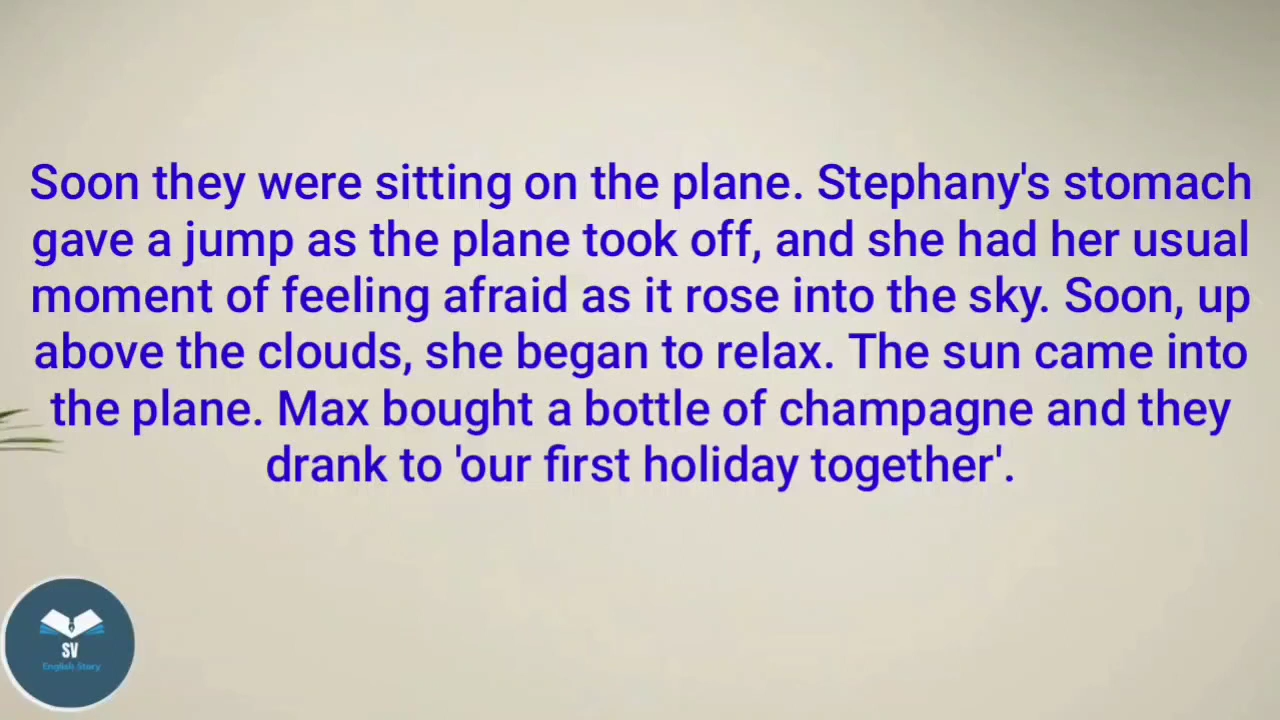 Soon they were sitting on the plane. Stephany's stomach
gave a jump as the plane took off, and she had her usual
moment of feeling afraid as it rose into the sky. Soon, up
above the clouds, she began to relax. The sun came into
the plane. Max bought a bottle of champagne and they
drank to 'our first holiday together'.
SV
English Story